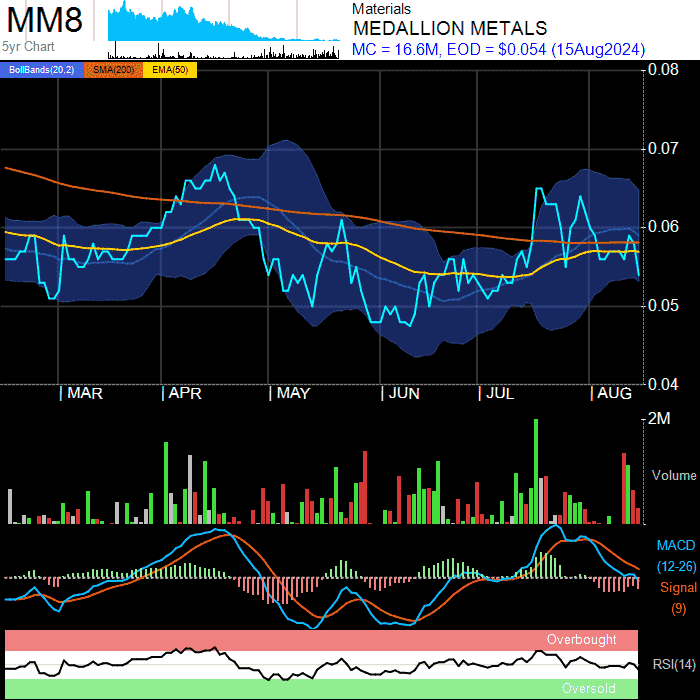 MM8
5yr Chart
Materials
MEDALLION METALS
MC = 16.6M, EOD = $0.054 (15Aug2024)
BollBands(20,2) SMA(200) EMA(50)
0.08
0.07
0.06
0.05
0.04
MAR APR MAY JUN JUL AUG
2M
Volume
MACD
(12-26)
Signal
(9)
Overbought
RSI(14)
Oversold